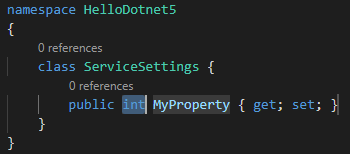 namespace HelloDotnet5
{
0 references
class ServiceSettings {
0 references
public int MyProperty { get; set; }
}
}